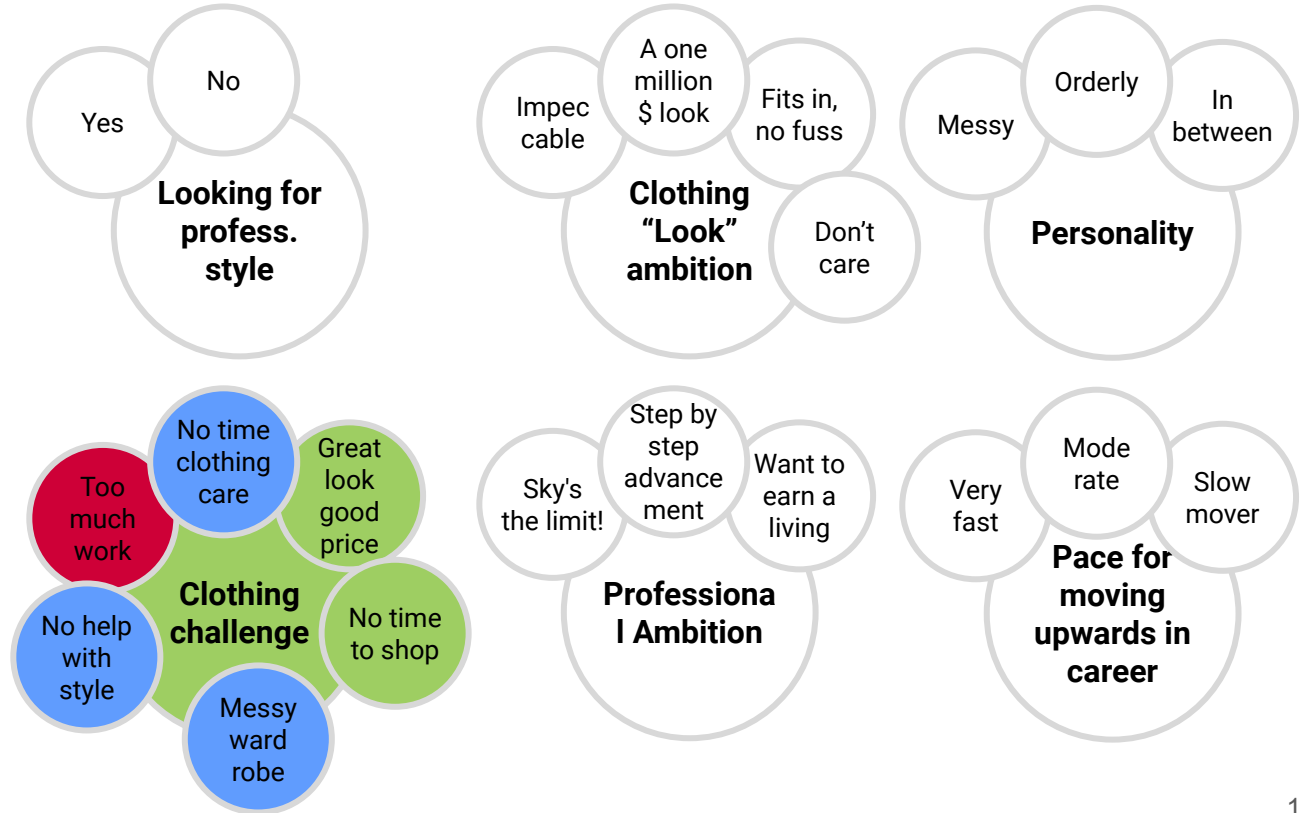 Yes
No
Looking for
profess.
style
Impec
cable
A one
million
$ look
Fits in,
no fuss
Don't
care
Clothing
“Look”
ambition
Messy
Orderly
In
between
Personality
Too
much
work
No time
clothing
care
Great
look
good
price
No time
to shop
Messy
ward
robe
No help
with
style
Clothing
challenge
Sky's
the limit!
Step by
step
advance
ment
Want to
earn a
living
Professiona
l Ambition
Very
fast
Mode
rate
Slow
mover
Pace for
moving
upwards in
career
1